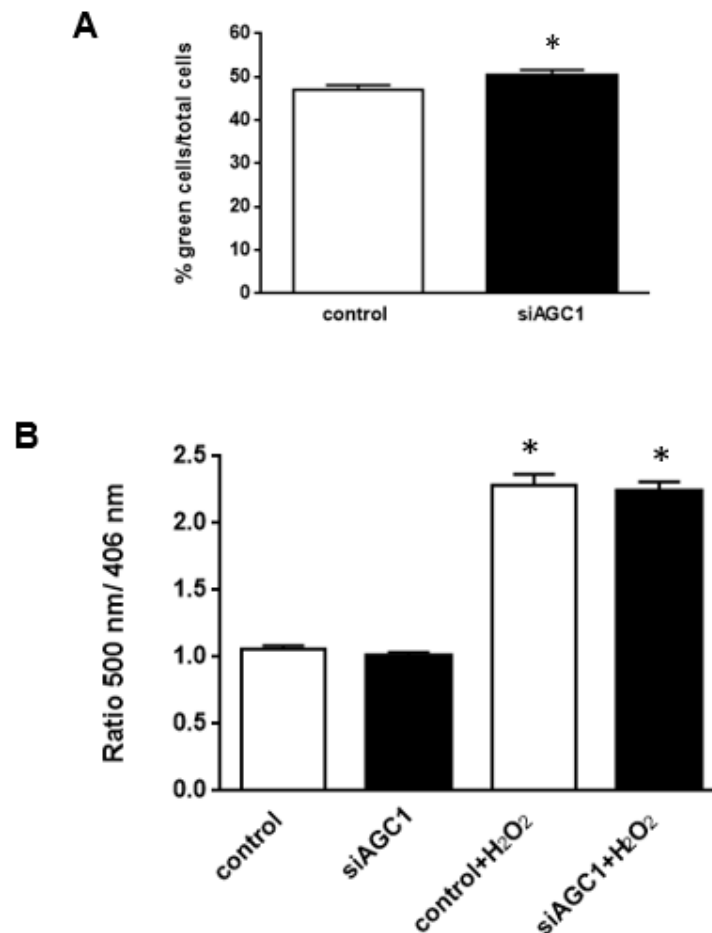 A
% green cells/total cells
60
50
40
30
20
10
0
*
control
siAGC1
B
Ratio 500 nm/ 406 nm
2.5
2.0
1.5
1.0
0.5
0.0
*
*
control
siAGC1
control+H₂O₂
siAGC1+H₂O₂